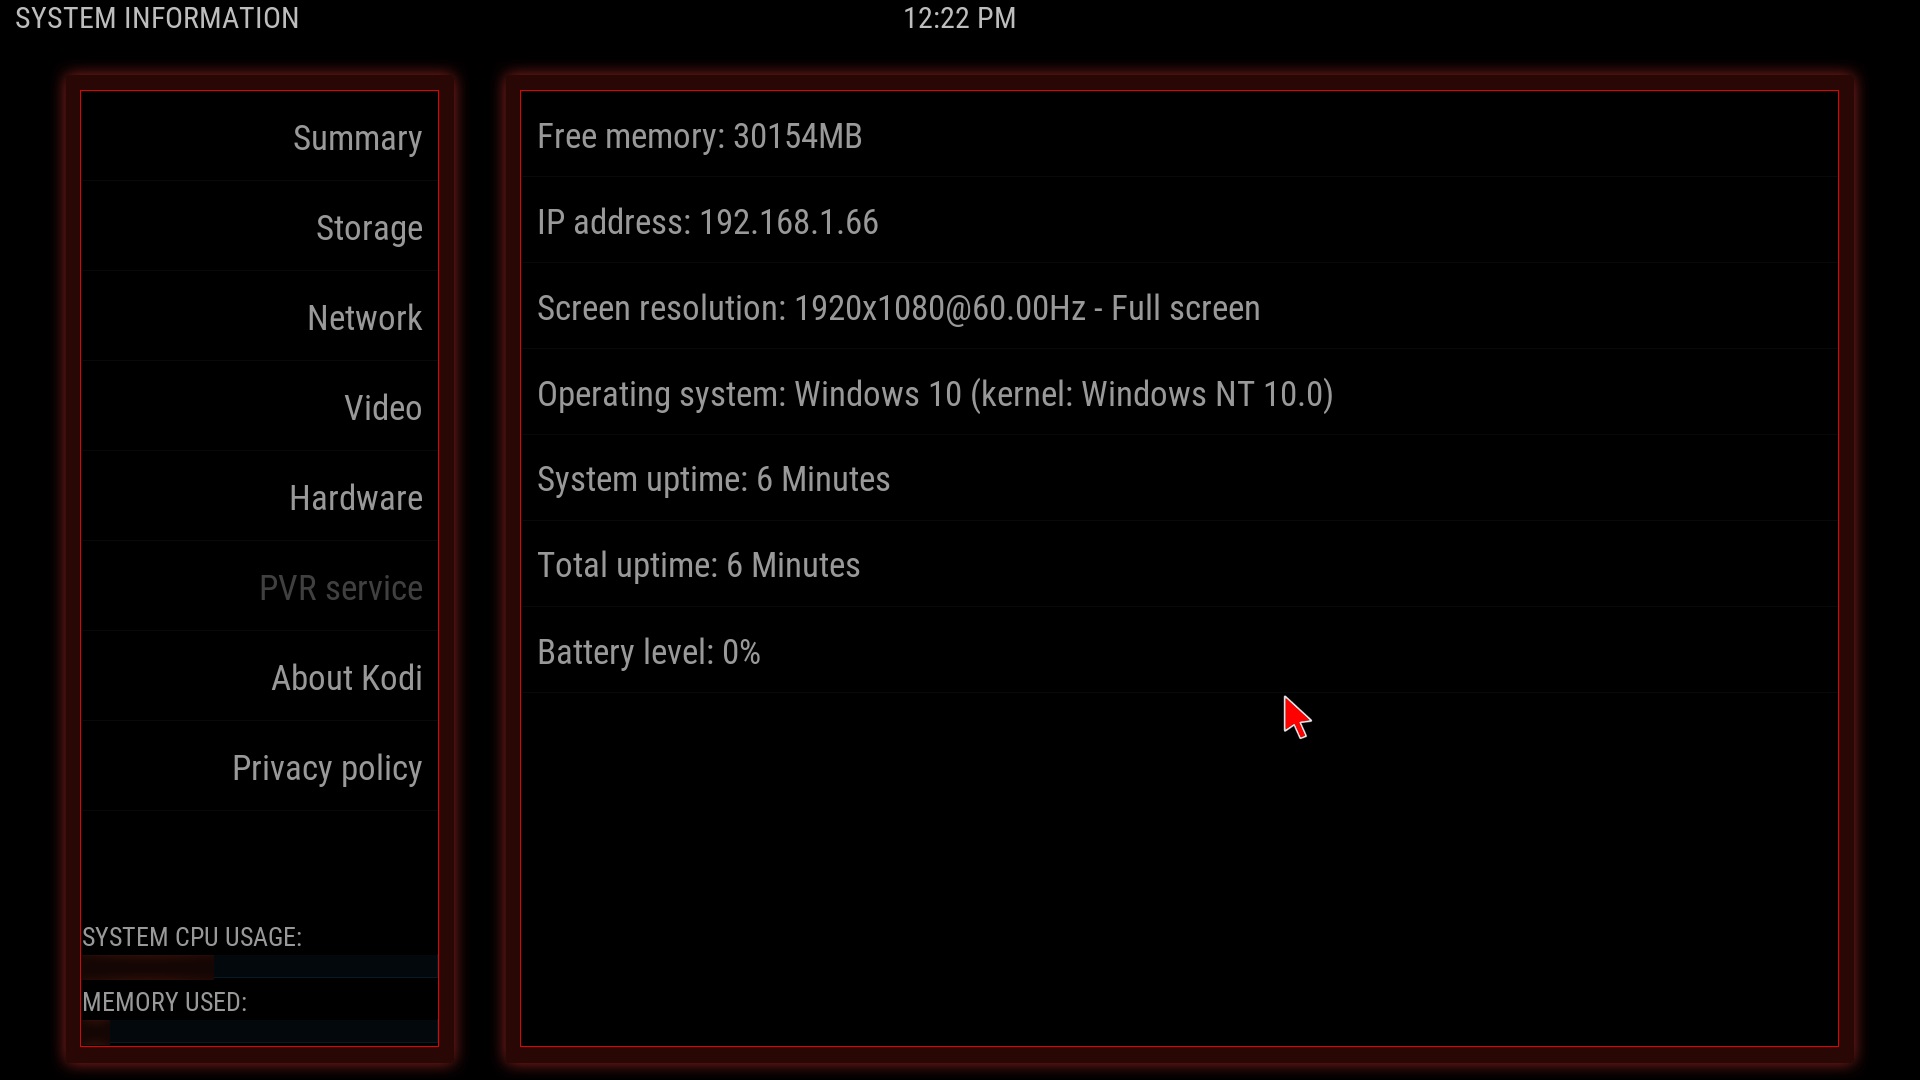 SYSTEM INFORMATION
12:22 PM
Summary
Storage
Network
Video
Hardware
PVR service
About Kodi
Privacy policy
SYSTEM CPU USAGE:
MEMORY USED:
Free memory: 30154MB
IP address: 192.168.1.66
Screen resolution: 1920x1080@60.00Hz - Full screen
Operating system: Windows 10 (kernel: Windows NT 10.0)
System uptime: 6 Minutes
Total uptime: 6 Minutes
Battery level: 0%